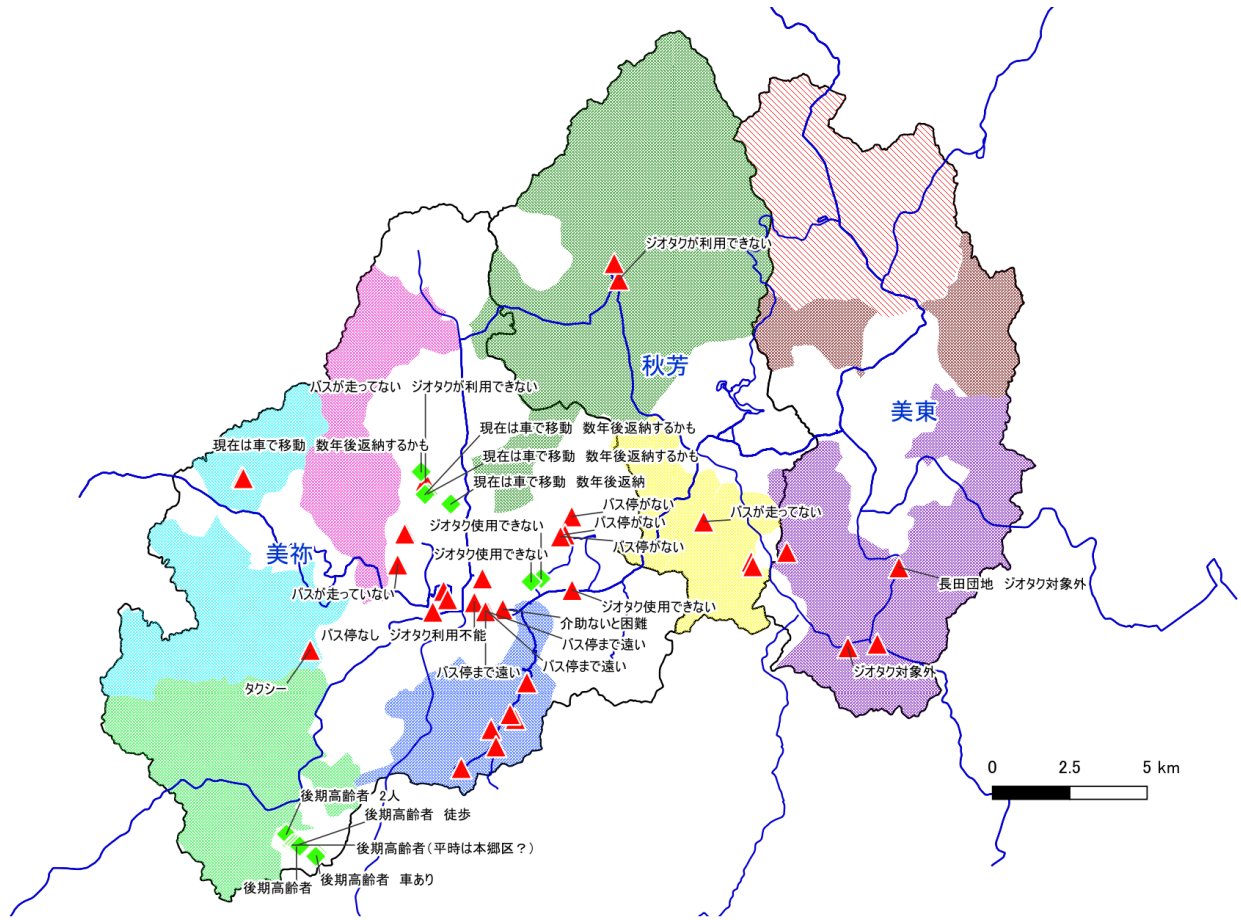 ジオタクが利用できない
秋芳
美東
バスが走ってない　ジオタクが利用できない
現在は車で移動　数年後返納するかも
現在は車で移動　数年後返納するかも
現在は車で移動　数年後返納するかも
現在は車で移動　数年後返納
バス停がない
ジオタク使用できない
バス停がない
バスが走ってない
バス停がない
美祢
ジオタク使用できない
長田団地　ジオタク対象外
バスが走っていない
ジオタク使用できない
介助ないと困難
バス停なし　ジオタク利用不能
バス停まで遠い
バス停まで遠い
バス停まで遠い
ジオタク対象外
タクシー
0 2.5 5 km
後期高齢者　2人
後期高齢者　徒歩
後期高齢者（平時は本郷区？）
後期高齢者　車あり
後期高齢者